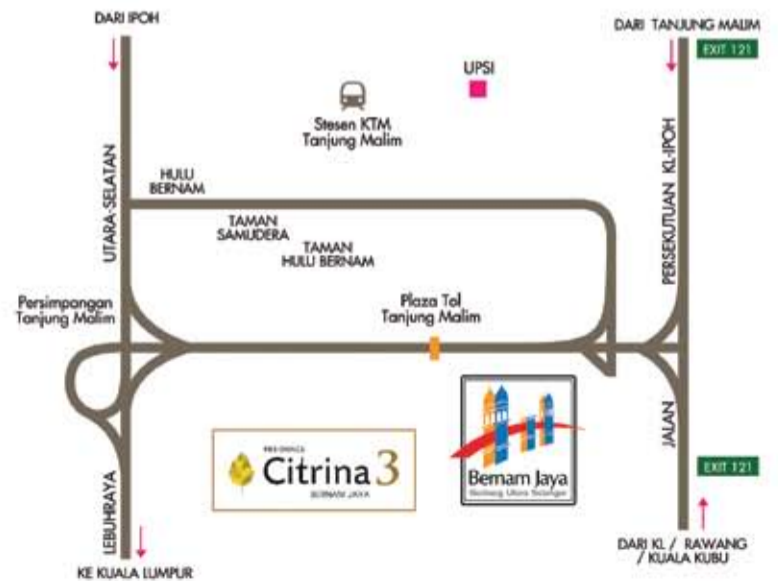 DARI IPOH
DARI TANJUNG MALIM
EXIT 121
UPSI
Stesen KTM
Tanjung Malim
UTARA-SELATAN
HULU
BERNAM
PERSEKUTUAN KL-IPOH
TAMAN
SAMUDERA
TAMAN
HULU BERNAM
Persimpangan
Tanjung Malim
Plaza Tol
Tanjung Malim
Citrina 3
BERNAM JAYA
Bernam Jaya
JALAN
EXIT 121
LEBUHRAYA
KE KUALA LUMPUR
DARI KL / RAWANG
/ KUALA KUBU